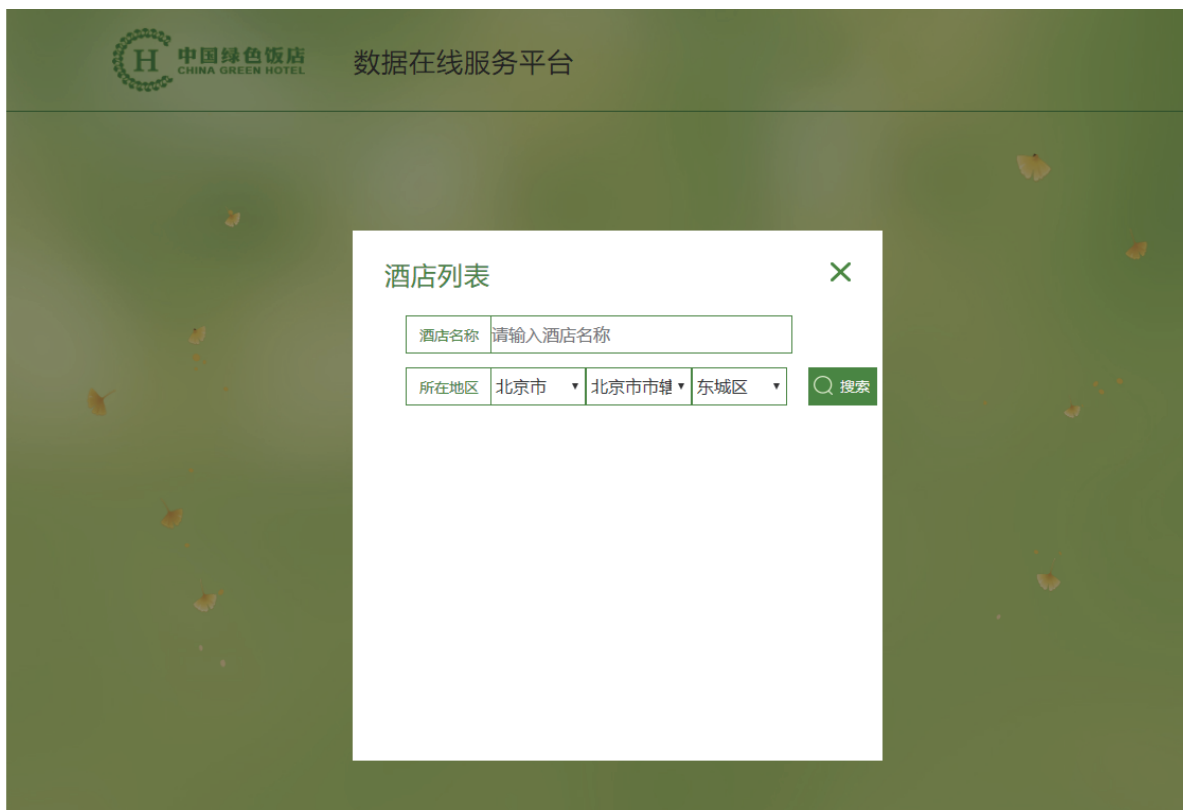 H 中国绿色饭店 数据在线服务平台
CHINA GREEN HOTEL
酒店列表
酒店名称 请输入酒店名称
所在地区 北京市 北京市市辖 东城区 搜索